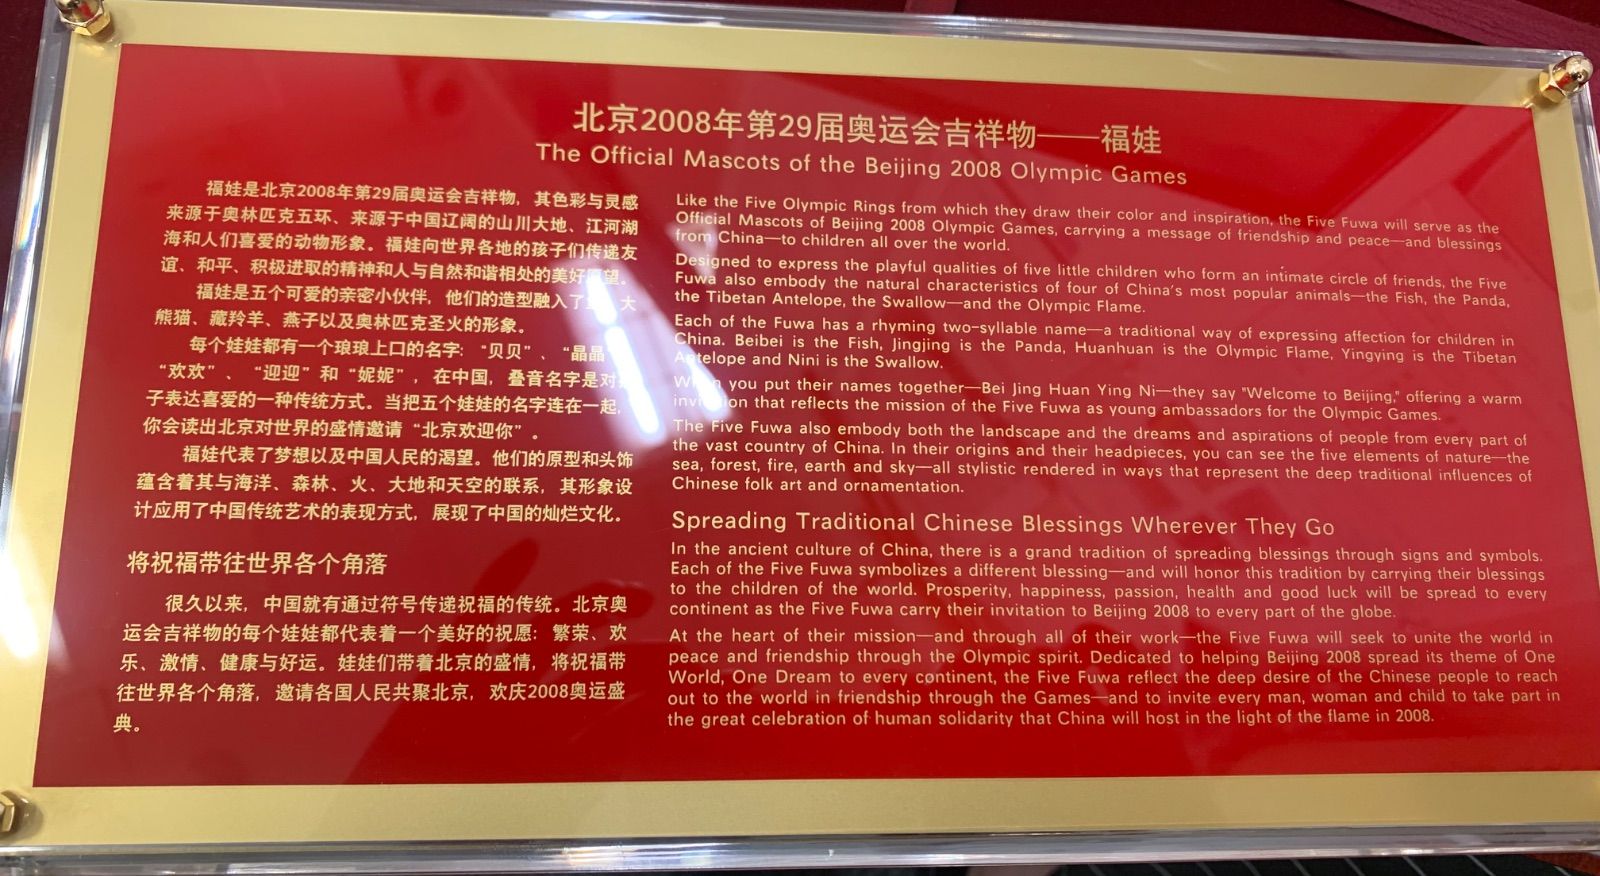 北京2008年第29届奥运会吉祥物——福娃
The Official Mascots of the Beijing 2008 Olympic Games
福娃是北京2008年第29届奥运会吉祥物，其色彩与灵感
来源于奥林匹克五环、来源于中国辽阔的山川大地、江河湖
海和人们喜爱的动物形象。福娃向世界各地的孩子们传递友
谊、和平、积极进取的精神和人与自然和谐相处的美好望。
福娃是五个可爱的亲密小伙伴，他们的造型融入了、大
熊猫、藏羚羊、燕子以及奥林匹克圣火的形象。
每个娃娃都有一个琅琅上口的名字：“贝贝”、“晶晶
“欢欢”、“迎迎”和“妮妮”，在中国，叠音名字是对
子表达喜爱的一种传统方式。当把五个娃娃的名字连在一起，
你会读出北京对世界的盛情邀请“北京欢迎你”。
福娃代表了梦想以及中国人民的渴望。他们的原型和头饰
蕴含着其与海洋、森林、火、大地和天空的联系，其形象设
计应用了中国传统艺术的表现方式，展现了中国的灿烂文化。
将祝福带往世界各个角落
很久以来，中国就有通过符号传递祝福的传统。北京奥
运会吉祥物的每个娃娃都代表着一个美好的祝愿：繁荣、欢
乐、激情、健康与好运。娃娃们带着北京的盛情，将祝福带
往世界各个角落，邀请各国人民共聚北京，欢庆2008奥运盛
典。
Like the Five Olympic Rings from which they draw their color and inspiration, the Five Fuwa will serve as the
Official Mascots of Beijing 2008 Olympic Games, carrying a message of friendship and peace—and blessings
from China—to children all over the world.
Designed to express the playful qualities of five little children who form an intimate circle of friends, the Five
Fuwa also embody the natural characteristics of four of China's most popular animals—the Fish, the Panda,
the Tibetan Antelope, the Swallow—and the Olympic Flame.
Each of the Fuwa has a rhyming two-syllable name—a traditional way of expressing affection for children in
China. Beibei is the Fish, Jingjing is the Panda, Huanhuan is the Olympic Flame, Yingying is the Tibetan
Antelope and Nini is the Swallow.
When you put their names together—Bei Jing Huan Ying Ni—they say "Welcome to Beijing," offering a warm
invitation that reflects the mission of the Five Fuwa as young ambassadors for the Olympic Games.
The Five Fuwa also embody both the landscape and the dreams and aspirations of people from every part of
the vast country of China. In their origins and their headpieces, you can see the five elements of nature—the
sea, forest, fire, earth and sky—all stylistic rendered in ways that represent the deep traditional influences of
Chinese folk art and ornamentation.
Spreading Traditional Chinese Blessings Wherever They Go
In the ancient culture of China, there is a grand tradition of spreading blessings through signs and symbols.
Each of the Five Fuwa symbolizes a different blessing—and will honor this tradition by carrying their blessings
to the children of the world. Prosperity, happiness, passion, health and good luck will be spread to every
continent as the Five Fuwa carry their invitation to Beijing 2008 to every part of the globe.
At the heart of their mission—and through all of their work—the Five Fuwa will seek to unite the world in
peace and friendship through the Olympic spirit. Dedicated to helping Beijing 2008 spread its theme of One
World, One Dream to every continent, the Five Fuwa reflect the deep desire of the Chinese people to reach
out to the world in friendship through the Games—and to invite every man, woman and child to take part in
the great celebration of human solidarity that China will host in the light of the flame in 2008.